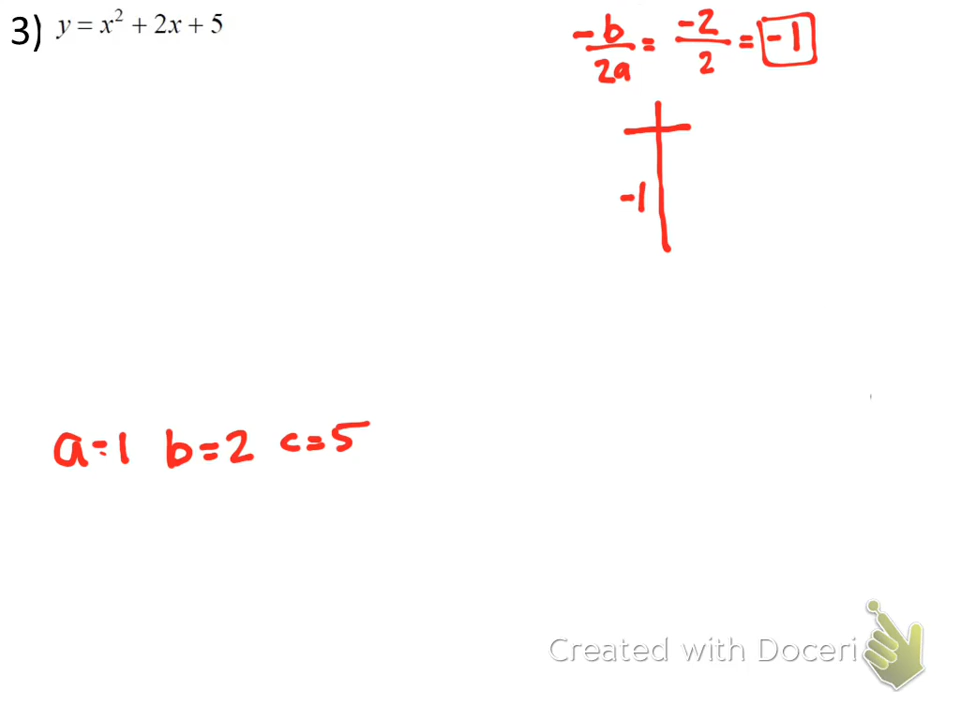 3) y = x² + 2x + 5
-b/2a = -2/2 = -1
-1
a=1 b=2 c=5
Created with Doceri